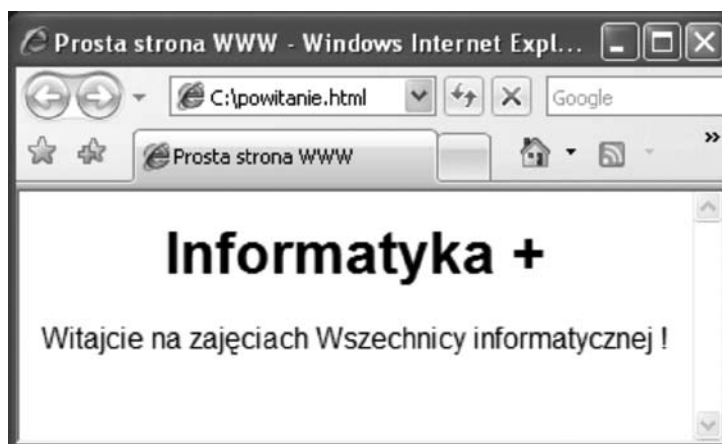 Prosta strona WWW - Windows Internet Expl...
C:\powitanie.html Google
Prosta strona WWW »
Informatyka +
Witajcie na zajęciach Wszechnicy informatycznej !